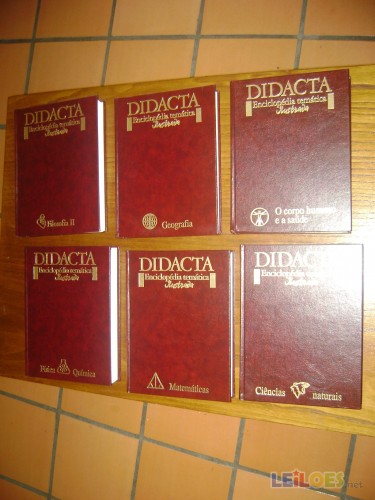 DIDACTA
Enciclopédia temática
Ilustrada
Filosofia II
DIDACTA
Enciclopédia temática
Ilustrada
Geografia
DIDACTA
Enciclopédia temática
Ilustrada
O corpo humano
e a saúde
DIDACTA
Enciclopédia temática
Ilustrada
Física Química
DIDACTA
Enciclopédia temática
Ilustrada
Matemáticas
DIDACTA
Enciclopédia temática
Ilustrada
Ciências naturais
LEILOES.net